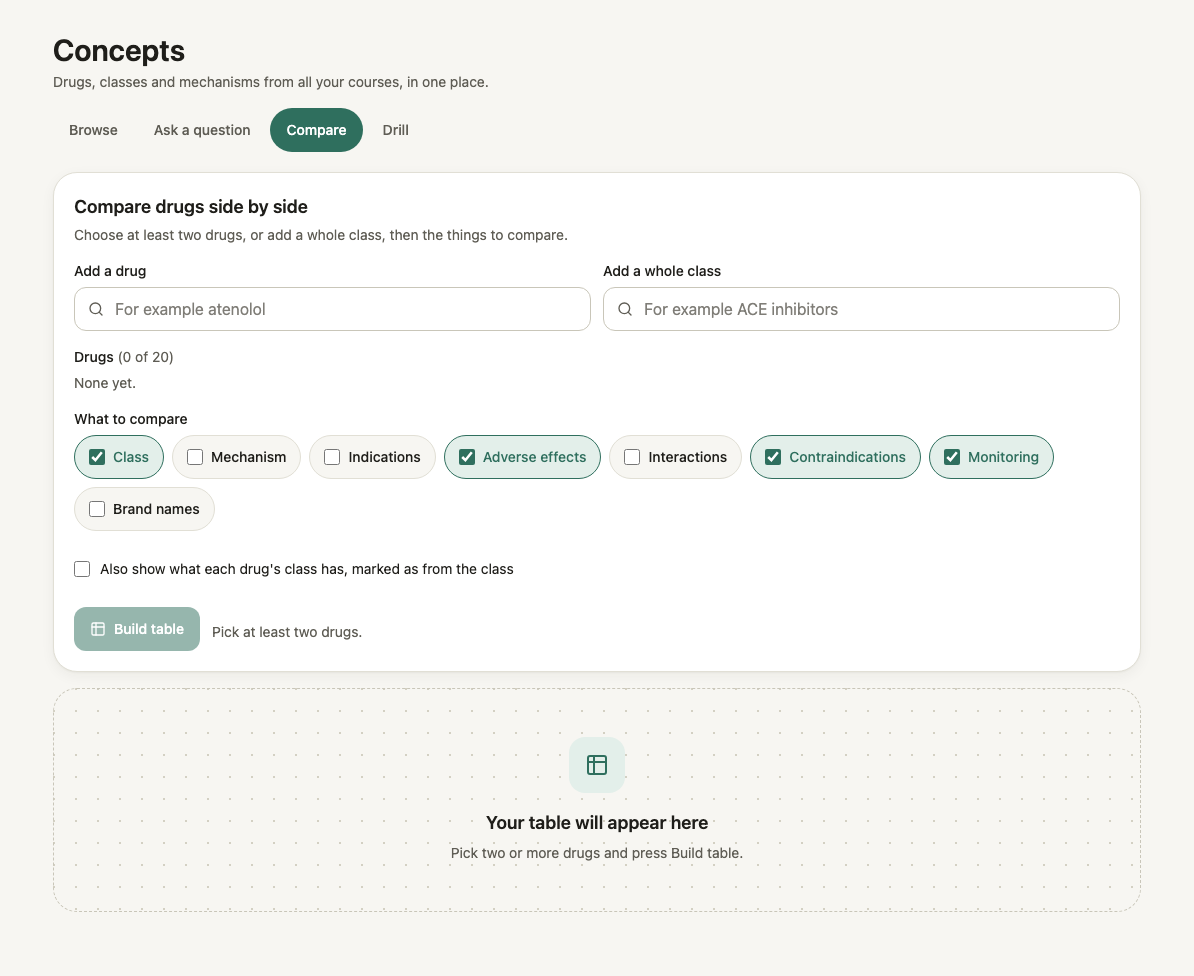 Concepts
Drugs, classes and mechanisms from all your courses, in one place.
Browse Ask a question Compare Drill
Compare drugs side by side
Choose at least two drugs, or add a whole class, then the things to compare.
Add a drug Add a whole class
For example atenolol For example ACE inhibitors
Drugs (0 of 20)
None yet.
What to compare
Class Mechanism Indications Adverse effects Interactions Contraindications Monitoring
Brand names
Also show what each drug's class has, marked as from the class
Build table Pick at least two drugs.
Your table will appear here
Pick two or more drugs and press Build table.